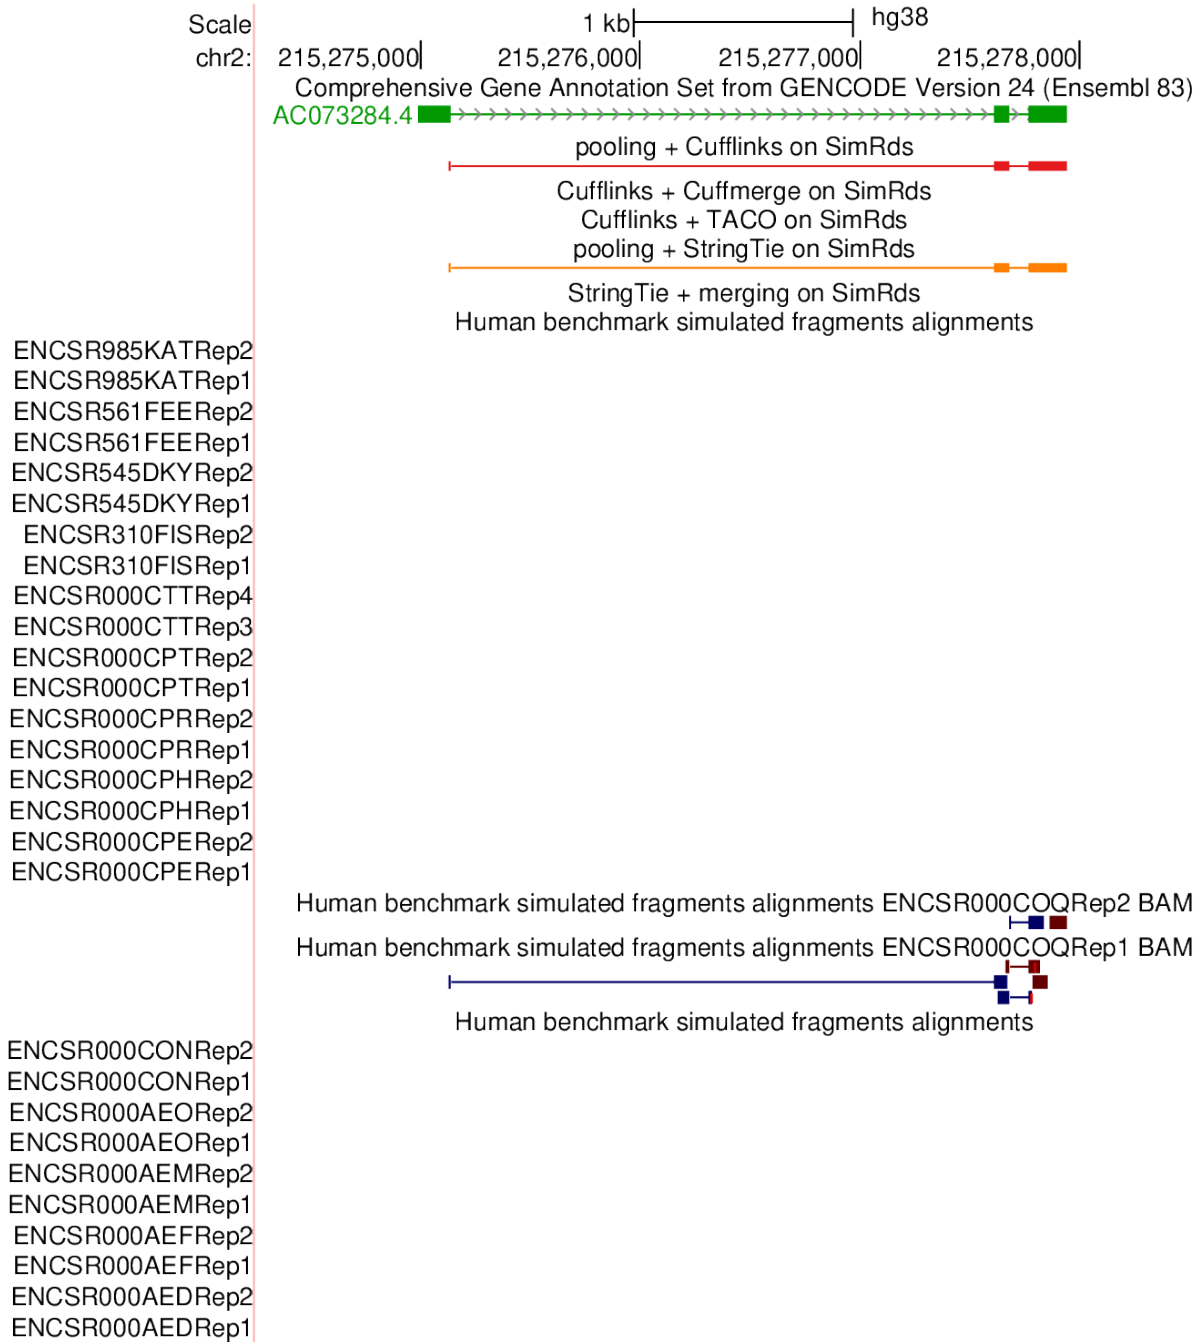 Scale 1 kb hg38
chr2: 215,275,000 215,276,000 215,277,000 215,278,000
Comprehensive Gene Annotation Set from GENCODE Version 24 (Ensembl 83)
AC073284.4
pooling + Cufflinks on SimRds
Cufflinks + Cuffmerge on SimRds
Cufflinks + TACO on SimRds
pooling + StringTie on SimRds
StringTie + merging on SimRds
Human benchmark simulated fragments alignments
ENCSR985KATRep2
ENCSR985KATRep1
ENCSR561FEERep2
ENCSR561FEERep1
ENCSR545DKYRep2
ENCSR545DKYRep1
ENCSR310FISRep2
ENCSR310FISRep1
ENCSR000CTTRep4
ENCSR000CTTRep3
ENCSR000CPTRep2
ENCSR000CPTRep1
ENCSR000CPRRep2
ENCSR000CPRRep1
ENCSR000CPHRep2
ENCSR000CPHRep1
ENCSR000CPERep2
ENCSR000CPERep1
Human benchmark simulated fragments alignments ENCSR000COQRep2 BAM
Human benchmark simulated fragments alignments ENCSR000COQRep1 BAM
Human benchmark simulated fragments alignments
ENCSR000CONRep2
ENCSR000CONRep1
ENCSR000AEORep2
ENCSR000AEORep1
ENCSR000AEMRep2
ENCSR000AEMRep1
ENCSR000AEFRep2
ENCSR000AEFRep1
ENCSR000AEDRep2
ENCSR000AEDRep1